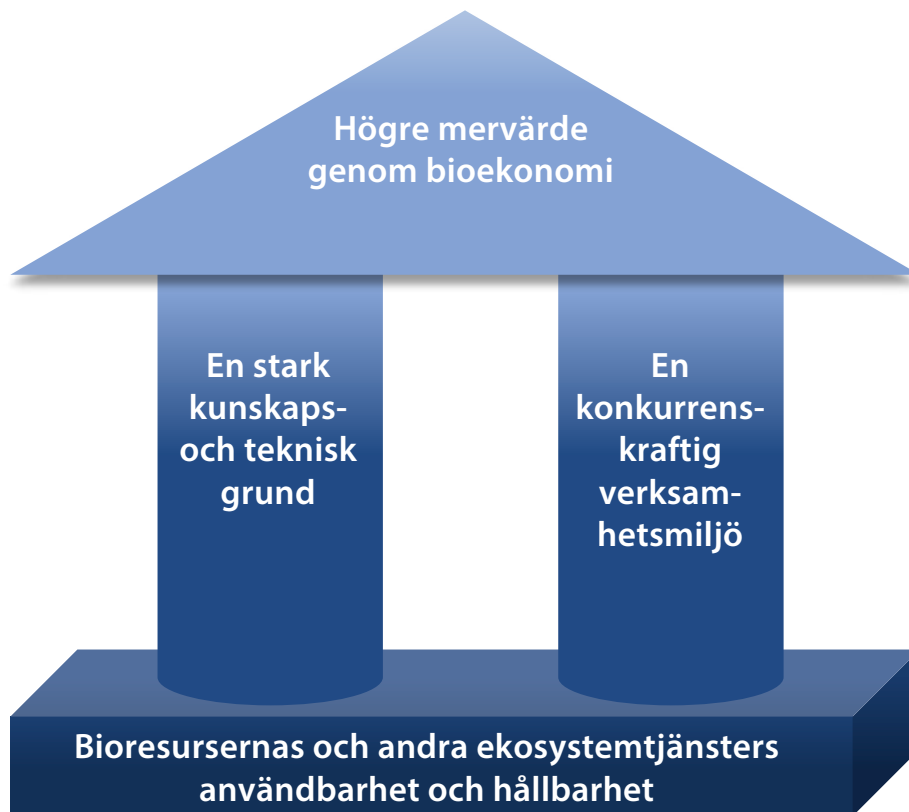 Högre mervärde
genom bioekonomi
En stark
kunskaps-
och teknisk
grund
En
konkurrens-
kraftig
verksam-
hetsmiljö
Bioresursernas och andra ekosystemtjänsters
användbarhet och hållbarhet